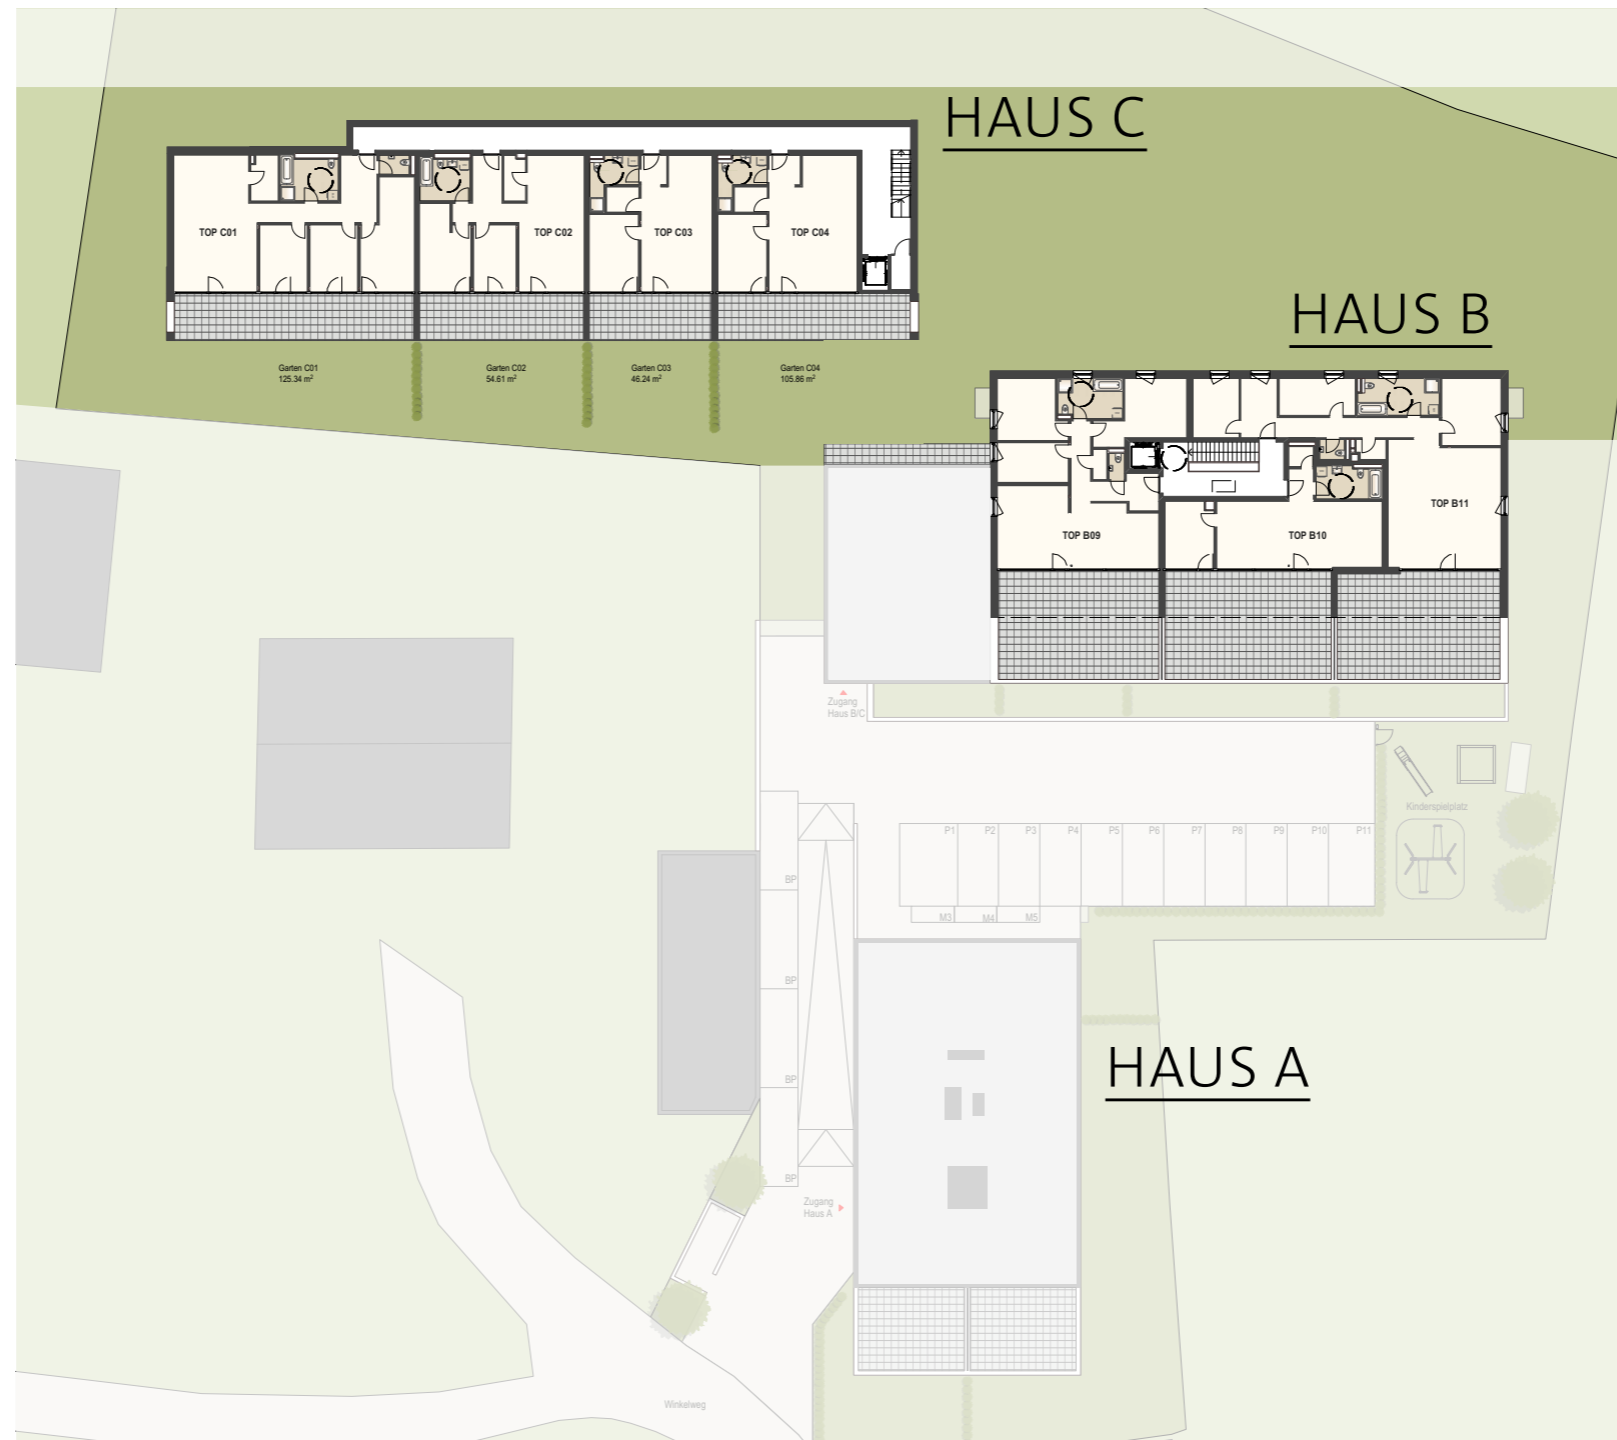 HAUS C
TOP C01
TOP C02
TOP C03
TOP C04
HAUS B
Garten C01
125.34 m²
Garten C02
54.61 m²
Garten C03
46.24 m²
Garten C04
105.86 m²
TOP B09
TOP B10
TOP B11
Zugang
Haus B/C
Kinderspielplatz
P1
P2
P3
P4
P5
P6
P7
P8
P9
P10
P11
BP
M3
M4
M5
BP
HAUS A
BP
BP
Zugang
Haus A
Winkelweg